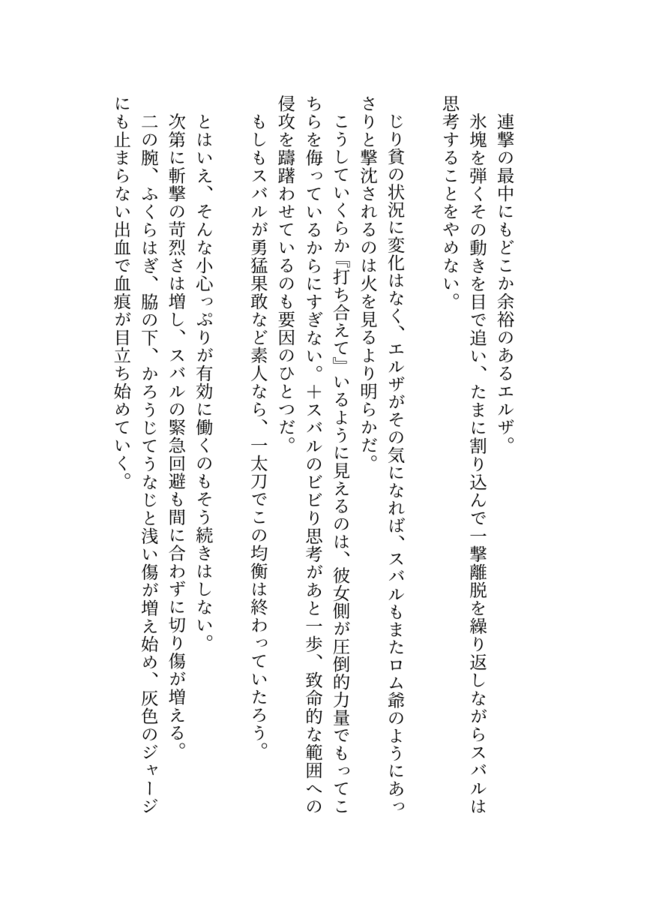 連撃の最中にもどこか余裕のあるエルザ。
氷塊を弾くその動きを目で追い、たまに割り込んで一撃離脱を繰り返しながらスバルは
思考することをやめない。
じり貧の状況に変化はなく、エルザがその気になれば、スバルもまたロム爺のようにあっ
さりと撃沈されるのは火を見るより明らかだ。
こうしていくらか『打ち合えて』いるように見えるのは、彼女側が圧倒的力量でもってこ
ちらを侮っているからにすぎない。＋スバルのビビり思考があと一歩、致命的な範囲への
侵攻を躊躇わせているのも要因のひとつだ。
もしもスバルが勇猛果敢なド素人なら、一太刀でこの均衡は終わっていたろう。
とはいえ、そんな小心っぷりが有効に働くのもそう続きはしない。
次第に斬撃の苛烈さは増し、スバルの緊急回避も間に合わずに切り傷が増える。
二の腕、ふくらはぎ、脇の下、かろうじてうなじと浅い傷が増え始め、灰色のジャージ
にも止まらない出血で血痕が目立ち始めていく。